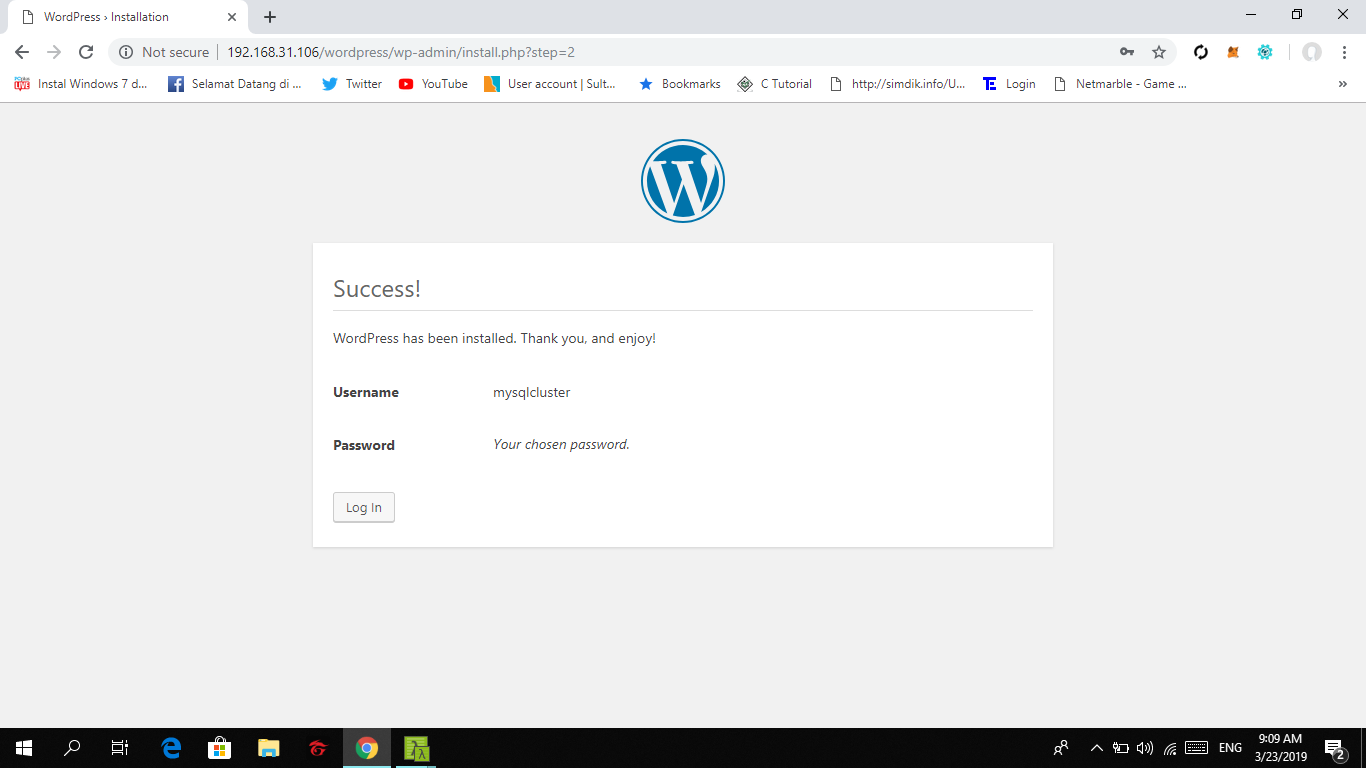 WordPress › Installation
Not secure 192.168.31.106/wordpress/wp-admin/install.php?step=2
Instal Windows 7 d... Selamat Datang di ... Twitter YouTube User account | Sult... Bookmarks C Tutorial http://simdik.info/U... Login Netmarble - Game ... »
Success!
WordPress has been installed. Thank you, and enjoy!
Username mysqlcluster
Password Your chosen password.
Log In
ENG 9:09 AM
3/23/2019 2